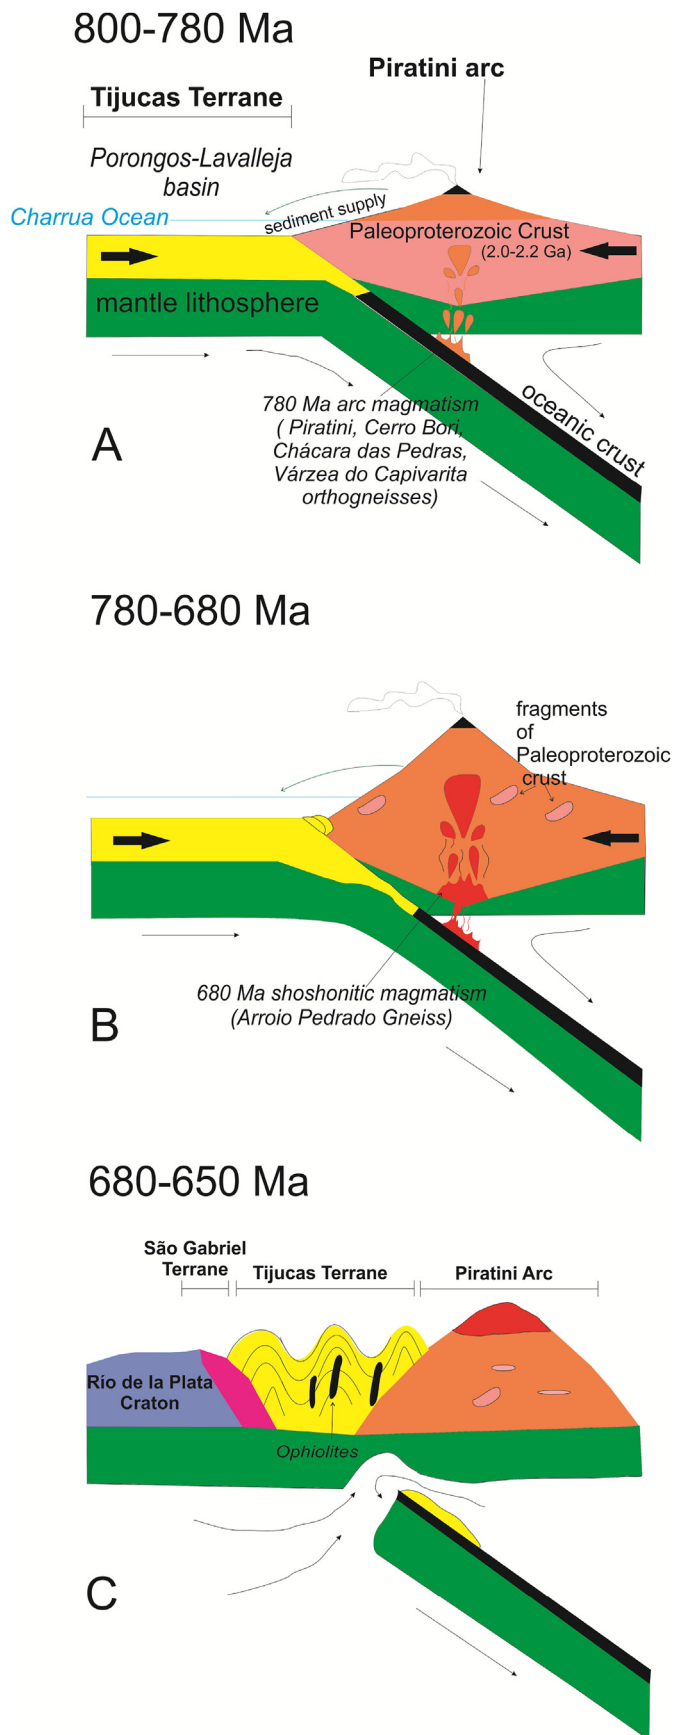 800-780 Ma
Piratini arc
Tijucas Terrane
Porongos-Lavalleja
basin
Charrua Ocean
sediment supply
Paleoproterozoic Crust
(2.0-2.2 Ga)
mantle lithosphere
780 Ma arc magmatism
( Piratini, Cerro Bori,
Chácara das Pedras,
Várzea do Capivarita
orthogneisses)
oceanic crust
A
780-680 Ma
fragments
of
Paleoproterozoic
crust
680 Ma shoshonitic magmatism
(Arroio Pedrado Gneiss)
B
680-650 Ma
São Gabriel
Terrane
Tijucas Terrane
Piratini Arc
Río de la Plata
Craton
Ophiolites
C